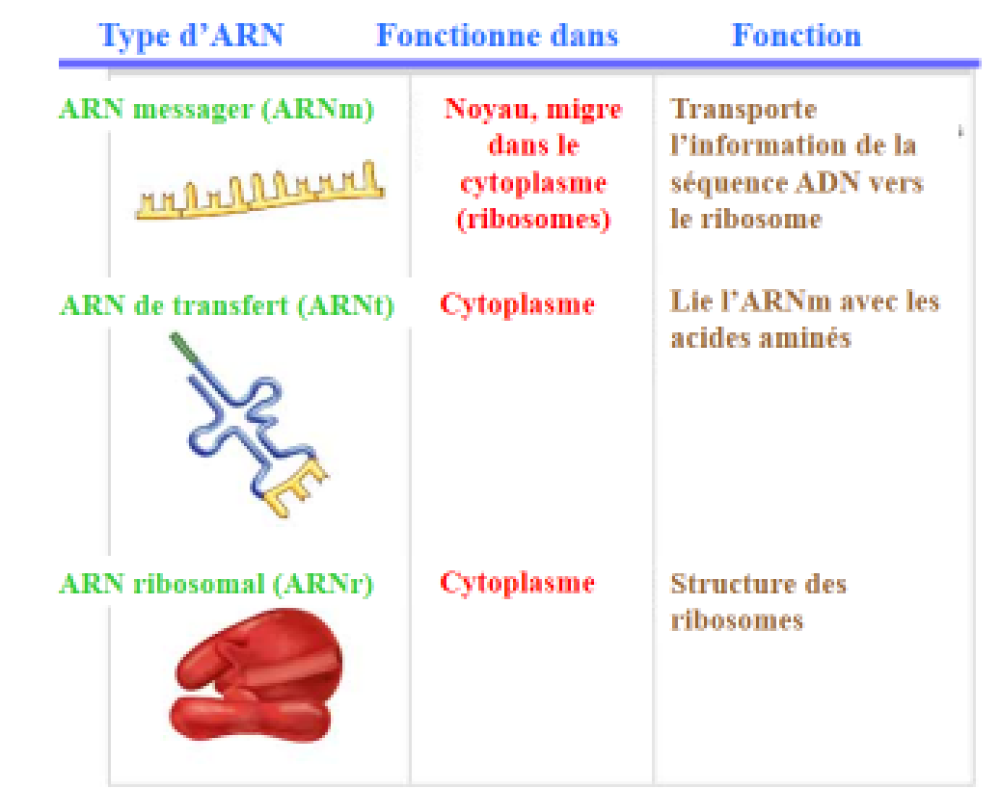 Type d’ARN Fonctionne dans Fonction
ARN messager (ARNm)
Noyau, migre
dans le
cytoplasme
(ribosomes)
Transporte
l’information de la
séquence ADN vers
le ribosome
ARN de transfert (ARNt)
Cytoplasme
Lie l’ARNm avec les
acides aminés
ARN ribosomal (ARNr)
Cytoplasme
Structure des
ribosomes